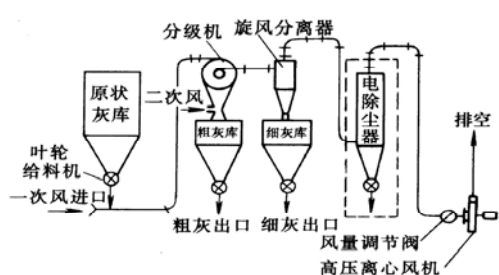 分级机
旋风分离器
原状
灰库
二次风
电除尘器
粗灰库
细灰库
排空
叶轮
给料机
一次风进口
粗灰出口
细灰出口
风量调节阀
高压离心风机